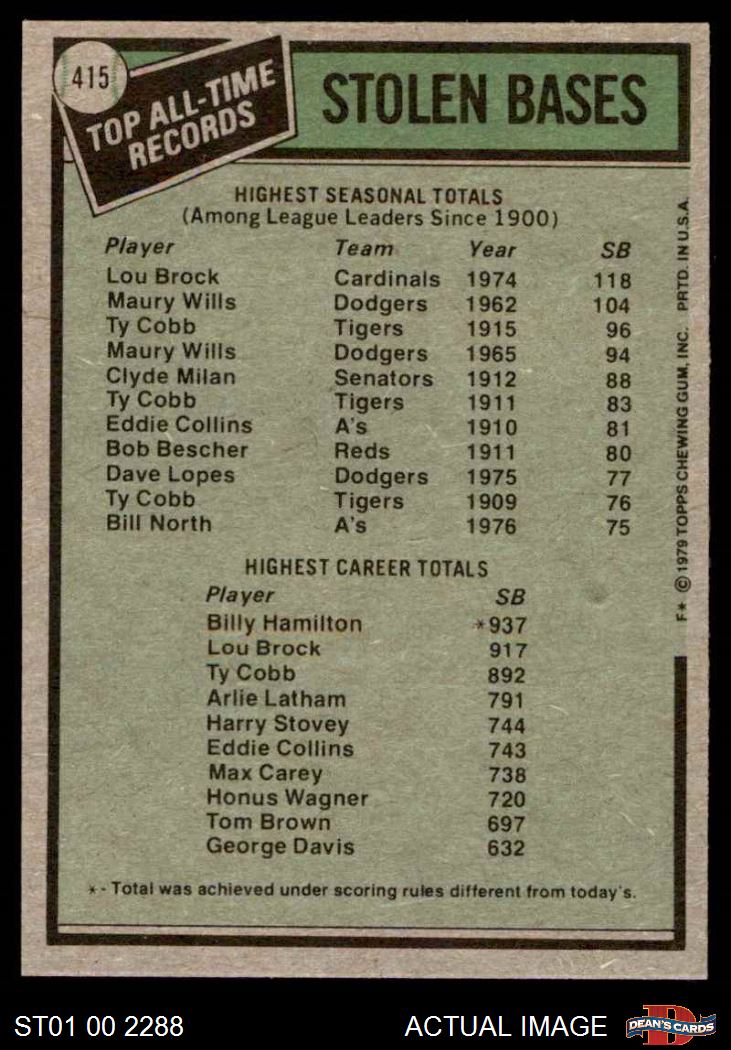 415
TOP ALL-TIME
RECORDS
STOLEN BASES
HIGHEST SEASONAL TOTALS
(Among League Leaders Since 1900)
Player Team Year SB
Lou Brock Cardinals 1974 118
Maury Wills Dodgers 1962 104
Ty Cobb Tigers 1915 96
Maury Wills Dodgers 1965 94
Clyde Milan Senators 1912 88
Ty Cobb Tigers 1911 83
Eddie Collins A's 1910 81
Bob Bescher Reds 1911 80
Dave Lopes Dodgers 1975 77
Ty Cobb Tigers 1909 76
Bill North A's 1976 75
HIGHEST CAREER TOTALS
Player SB
Billy Hamilton *937
Lou Brock 917
Ty Cobb 892
Arlie Latham 791
Harry Stovey 744
Eddie Collins 743
Max Carey 738
Honus Wagner 720
Tom Brown 697
George Davis 632
*- Total was achieved under scoring rules different from today's.
F* © 1979 TOPPS CHEWING GUM, INC. PRTD. IN U.S.A.
ST01 00 2288
ACTUAL IMAGE
D
DEAN'S CARDS